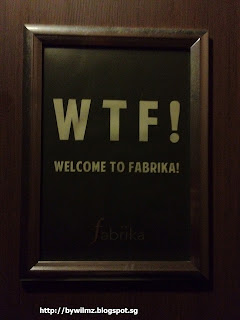 WTF!
WELCOME TO FABRIKA!
fabrika
http://bywilmz.blogspot.sg